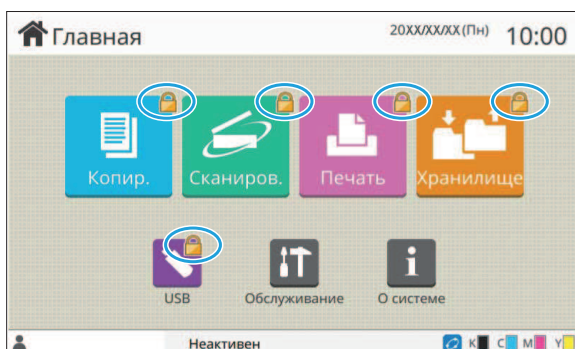 Главная 20XX/XX/XX(Пн) 10:00
Копир. Сканиров. Печать Хранилище
USB Обслуживание О системе
Неактивен K C M Y